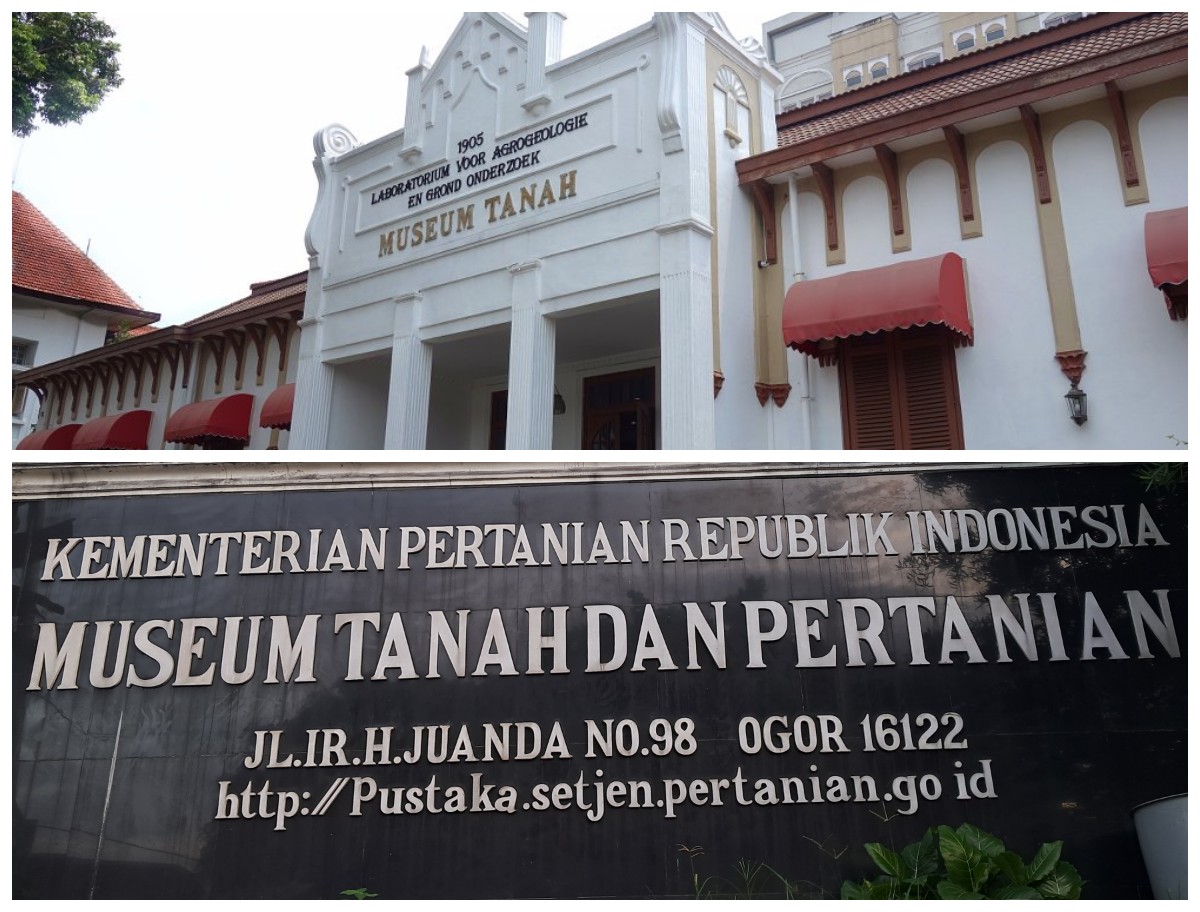 1905
LABORATORIUM VOOR AGROGEOLOGIE
EN GROND ONDERZOEK
MUSEUM TANAH
KEMENTERIAN PERTANIAN REPUBLIK INDONESIA
MUSEUM TANAH DAN PERTANIAN
JL.IR.H.JUANDA NO.98 OGOR 16122
http://Pustaka.setjen.pertanian.go id